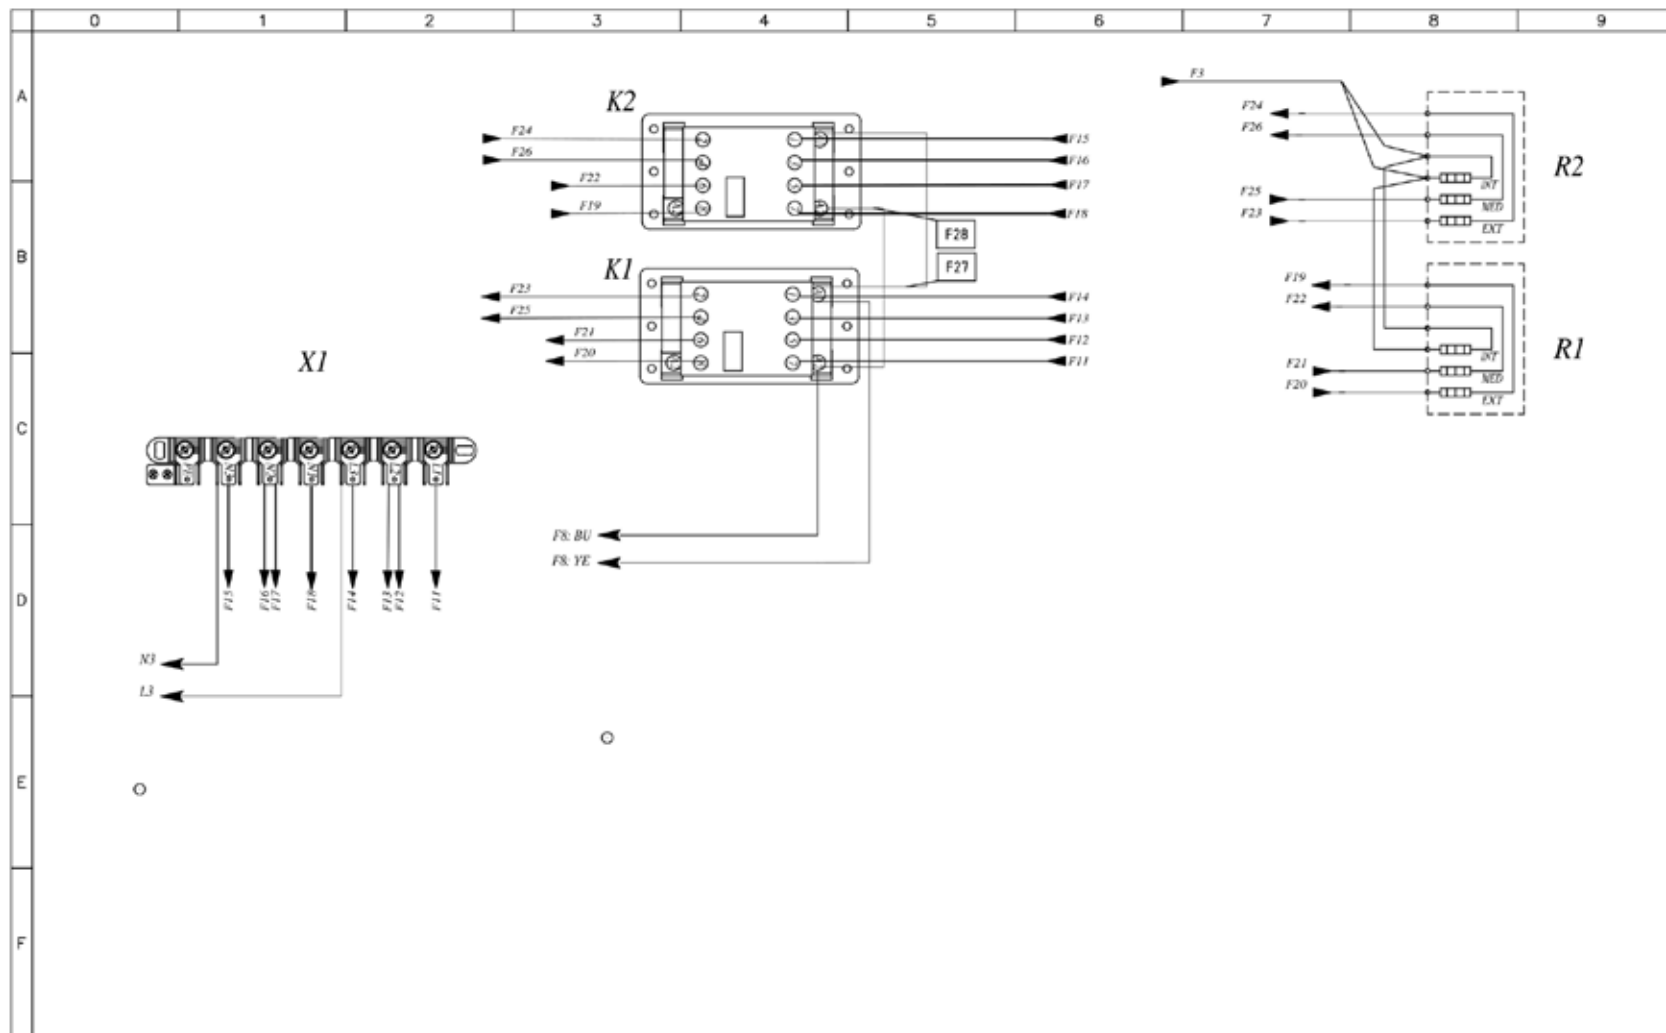 0 1 2 3 4 5 6 7 8 9
A
B
C
D
E
F
K2
F24
F26
F22
F19
F15
F16
F17
F18
F28
F27
K1
F23
F25
F21
F20
F14
F13
F12
F11
F8: BU
F8: YE
X1
F15
F16
F17
F18
F14
F13
F12
F11
N3
L3
F3
F24
F26
F25
F23
INT
MED
EXT
R2
F19
F22
F21
F20
INT
MED
EXT
R1